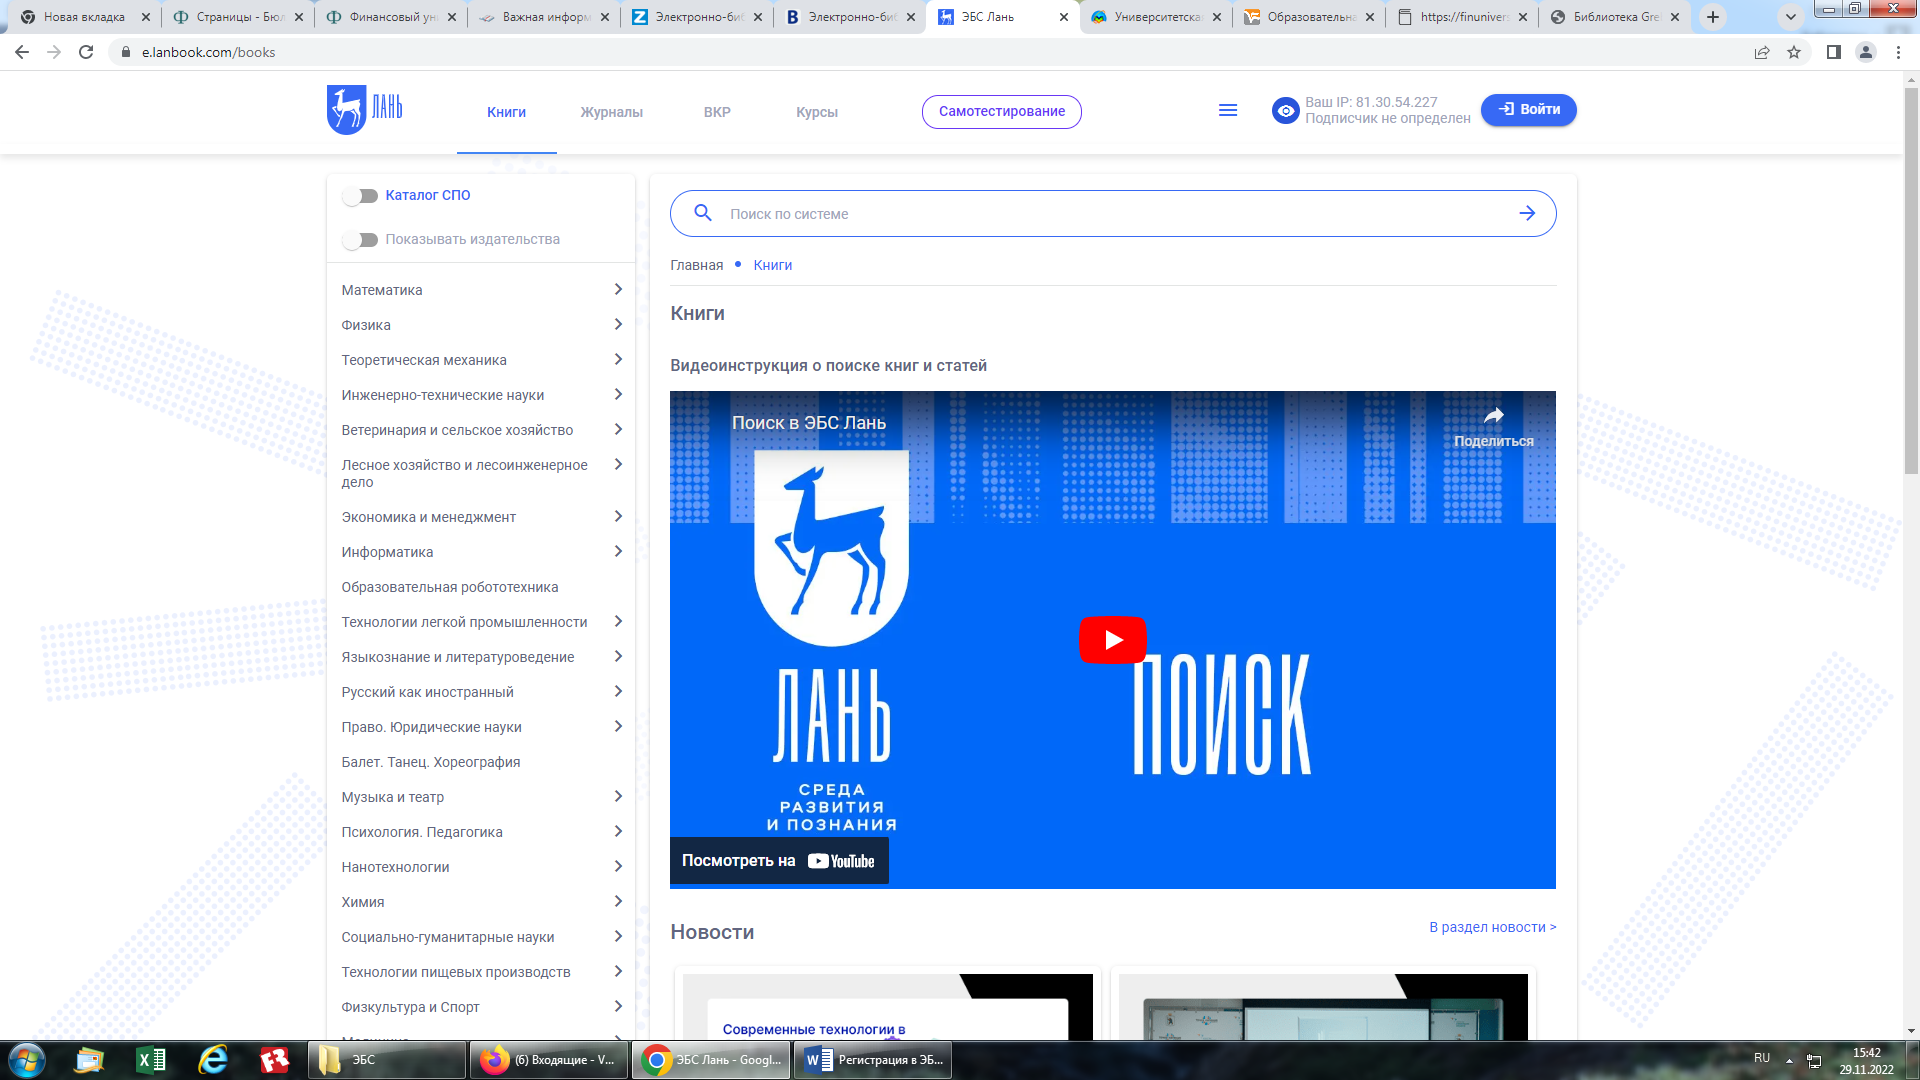 Новая вкладка
Страницы - Бюл
Финансовый ун
Важная информ
Электронно-биб
Электронно-биб
ЭБС Лань
Университетска
Образовательна
https://finunivers
Библиотека Gre
e.lanbook.com/books
ЛАНЬ
Книги
Журналы
ВКР
Курсы
Самотестирование
Ваш IP: 81.30.54.227
Подписчик не определен
Войти
Каталог СПО
Показывать издательства
Математика
Физика
Теоретическая механика
Инженерно-технические науки
Ветеринария и сельское хозяйство
Лесное хозяйство и лесоинженерное
дело
Экономика и менеджмент
Информатика
Образовательная робототехника
Технологии легкой промышленности
Языкознание и литературоведение
Русский как иностранный
Право. Юридические науки
Балет. Танец. Хореография
Музыка и театр
Психология. Педагогика
Нанотехнологии
Химия
Социально-гуманитарные науки
Технологии пищевых производств
Физкультура и Спорт
Поиск по системе
Главная • Книги
Книги
Видеоинструкция о поиске книг и статей
Поиск в ЭБС Лань
Поделиться
ЛАНЬ
СРЕДА
РАЗВИТИЯ
И ПОЗНАНИЯ
ПОИСК
Посмотреть на YouTube
Новости
В раздел новости >
Современные технологии в
ЭБС
(6) Входящие - V...
ЭБС Лань - Googl...
Регистрация в ЭБ...
RU
15:42
29.11.2022